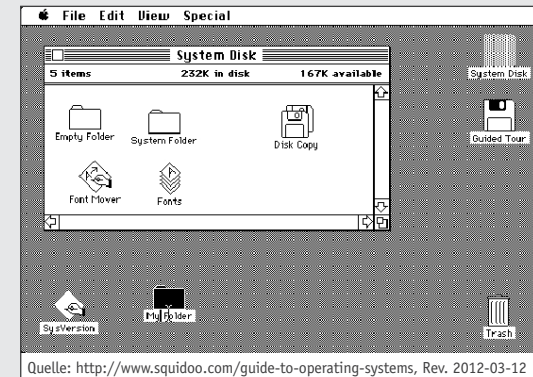 File Edit View Special
System Disk
5 items 232K in disk 167K available
Empty Folder System Folder Disk Copy
Font Mover Fonts
System Disk
Guided Tour
SysVersion My Folder Trash
Quelle: http://www.squidoo.com/guide-to-operating-systems, Rev. 2012-03-12